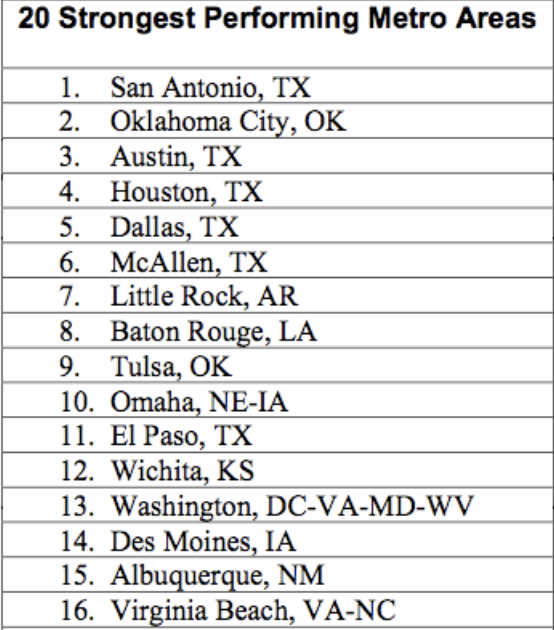 20 Strongest Performing Metro Areas
1. San Antonio, TX
2. Oklahoma City, OK
3. Austin, TX
4. Houston, TX
5. Dallas, TX
6. McAllen, TX
7. Little Rock, AR
8. Baton Rouge, LA
9. Tulsa, OK
10. Omaha, NE-IA
11. El Paso, TX
12. Wichita, KS
13. Washington, DC-VA-MD-WV
14. Des Moines, IA
15. Albuquerque, NM
16. Virginia Beach, VA-NC